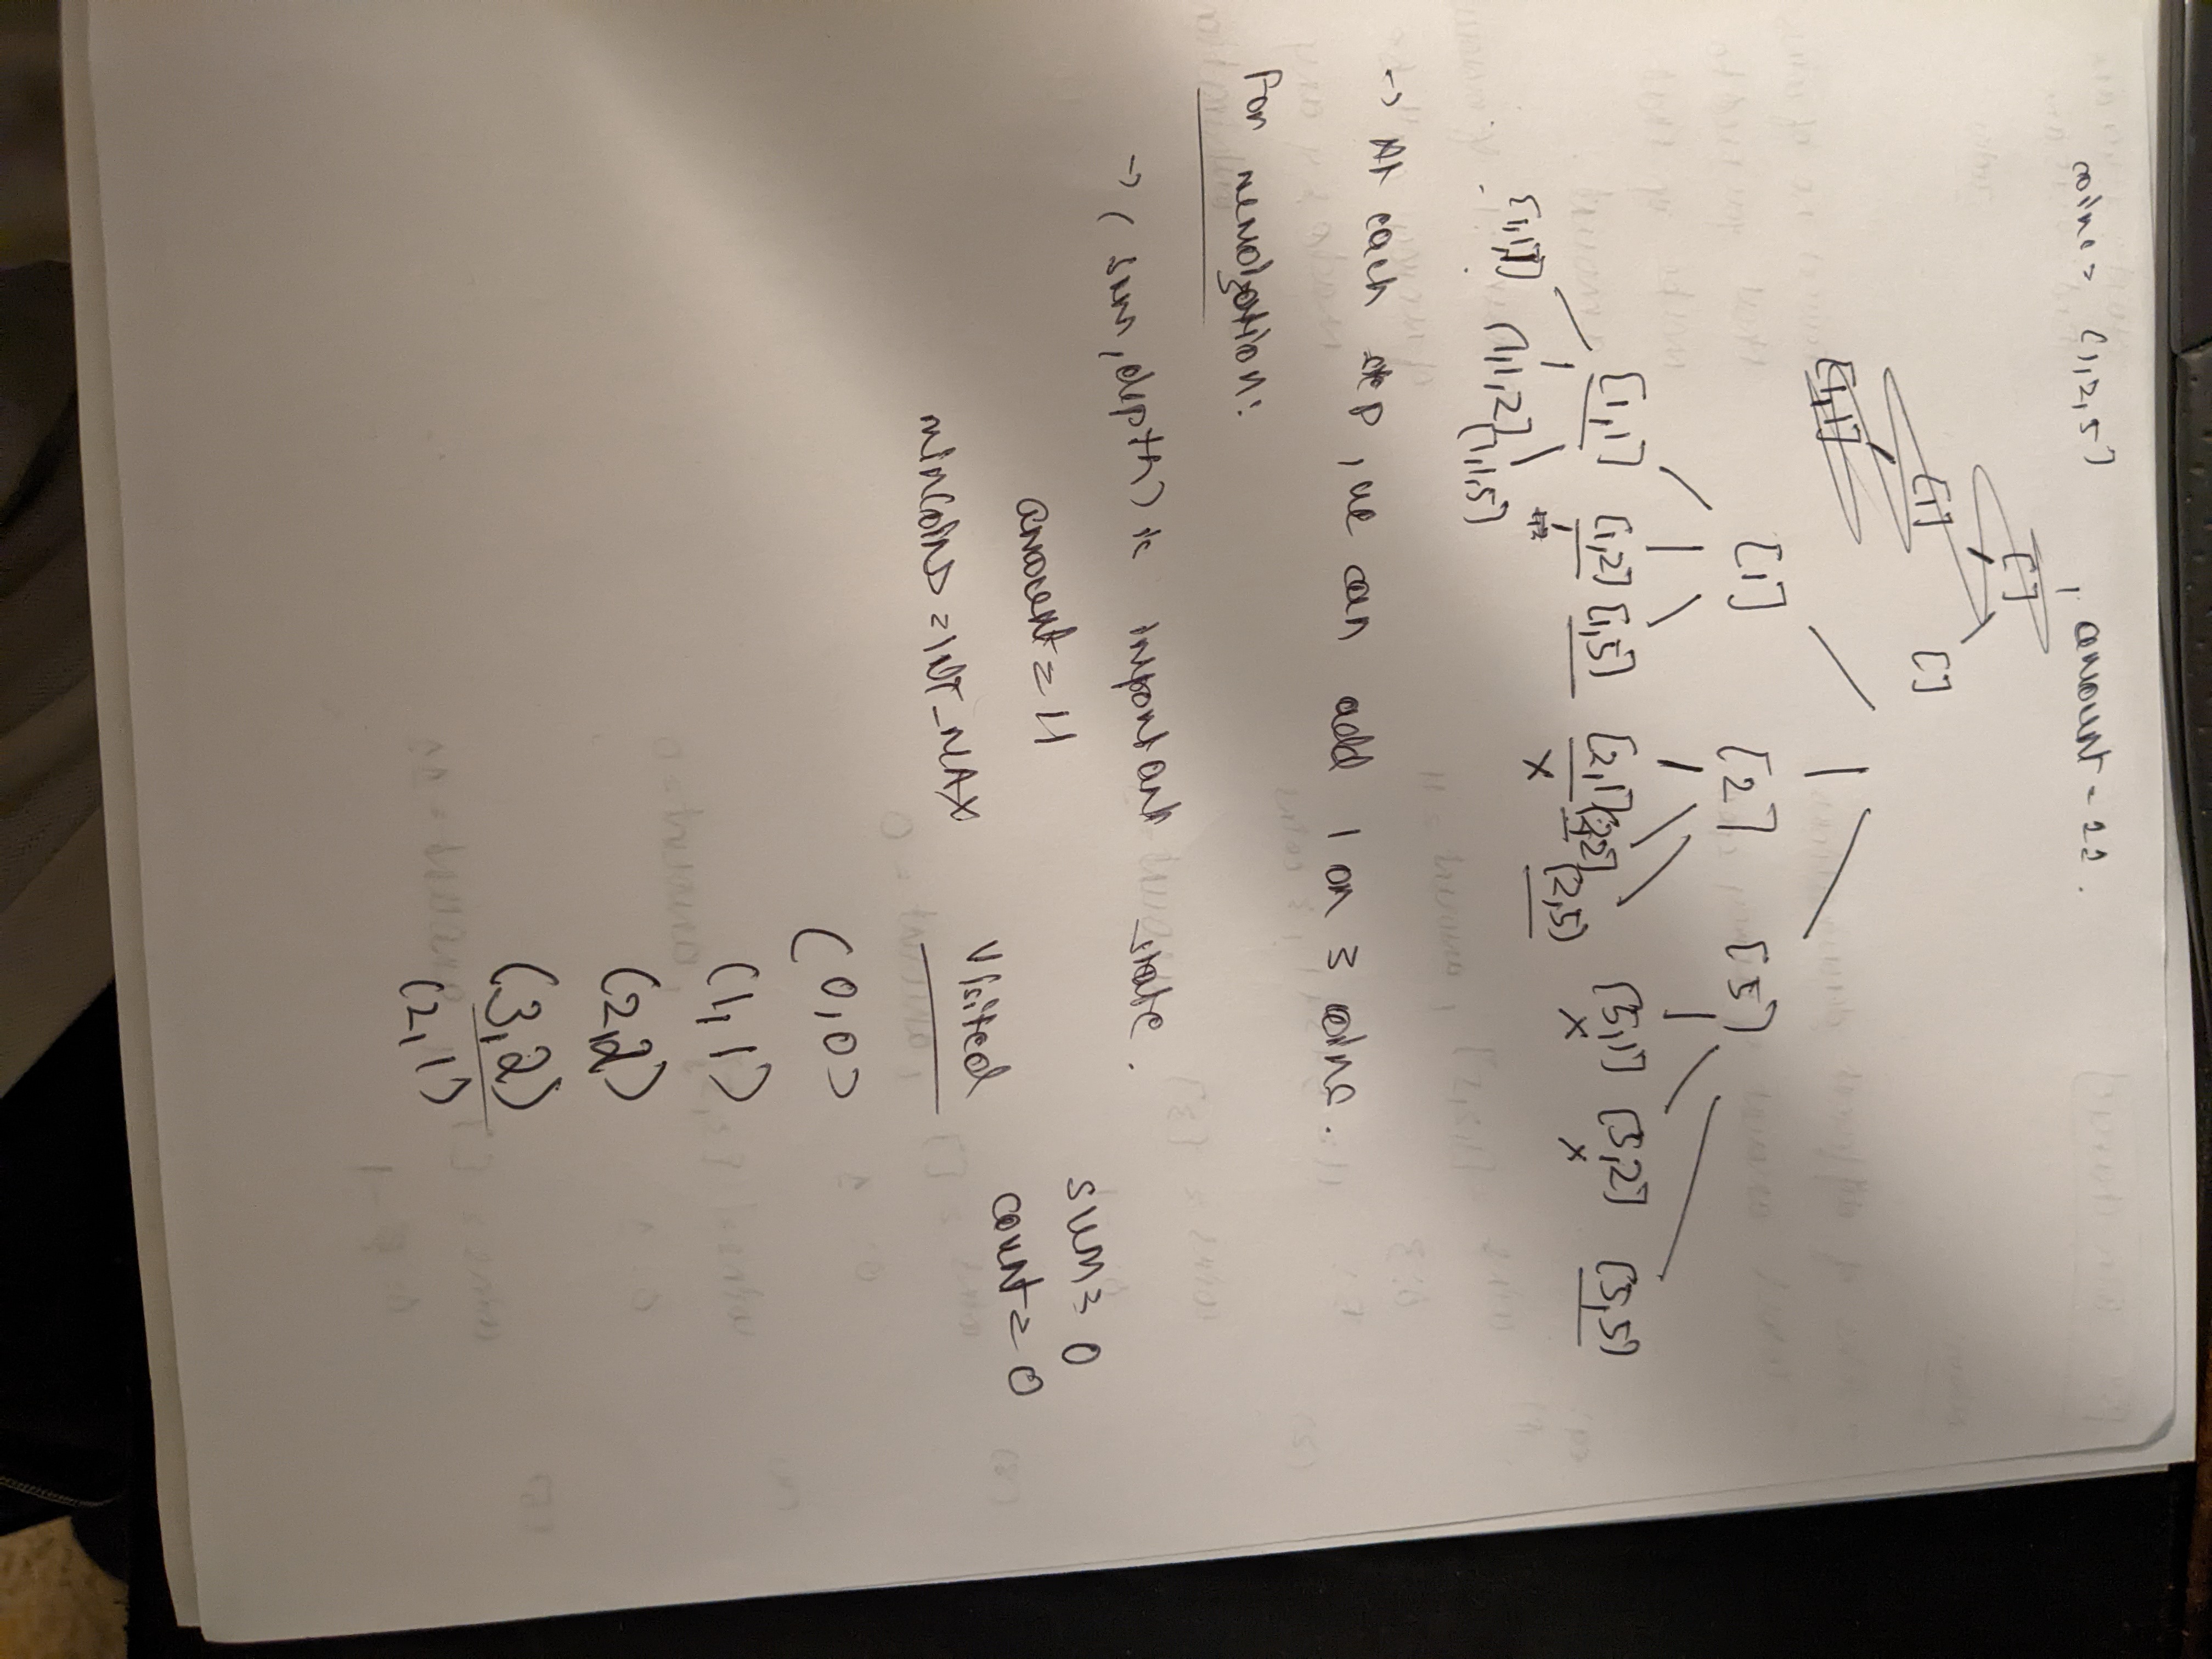 coins = [1,2,5] , amount = 11.
[]
[1]
[1,1]
[]
[1] [2] [5]
[1,1] [1,2] [1,5] [2,1] [2,2] [2,5] [5,1] [5,2] [5,5]
x x x
[1,1,1] [1,1,2] [1,1,5]
-> At each step, we can add 1 or 3 coins.
For memoization:
-> (sum, depth) is important state.
amount = 11
sum = 0
mincoins = INT_MAX
count = 0
Visited
(0,0)
(1,1)
(2,2)
(3,2)
(2,1)